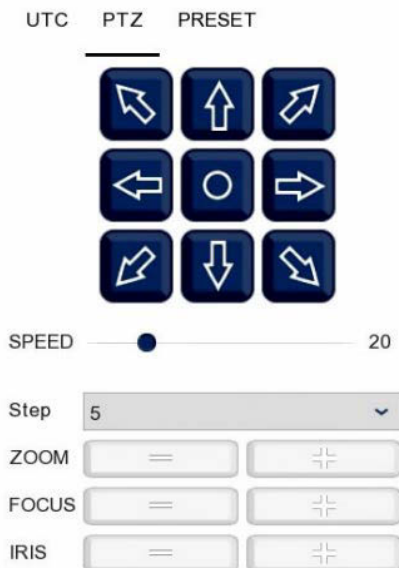 UTC PTZ PRESET
SPEED 20
Step 5
ZOOM
FOCUS
IRIS